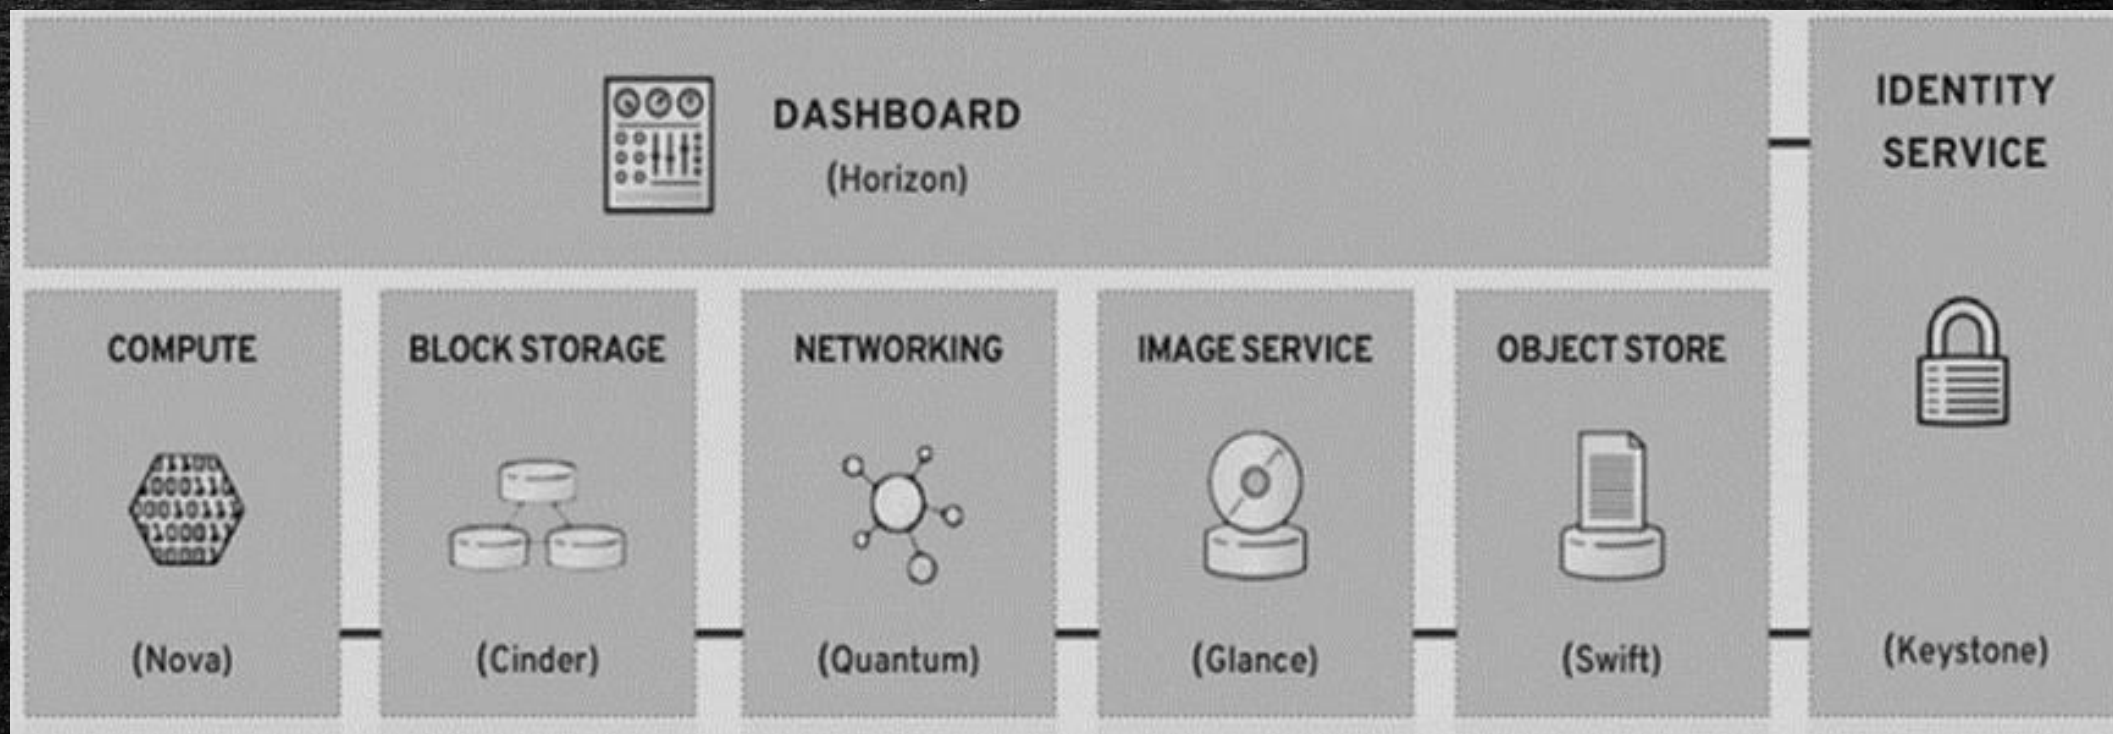 DASHBOARD
(Horizon)
IDENTITY
SERVICE
(Keystone)
COMPUTE
(Nova)
BLOCK STORAGE
(Cinder)
NETWORKING
(Quantum)
IMAGE SERVICE
(Glance)
OBJECT STORE
(Swift)